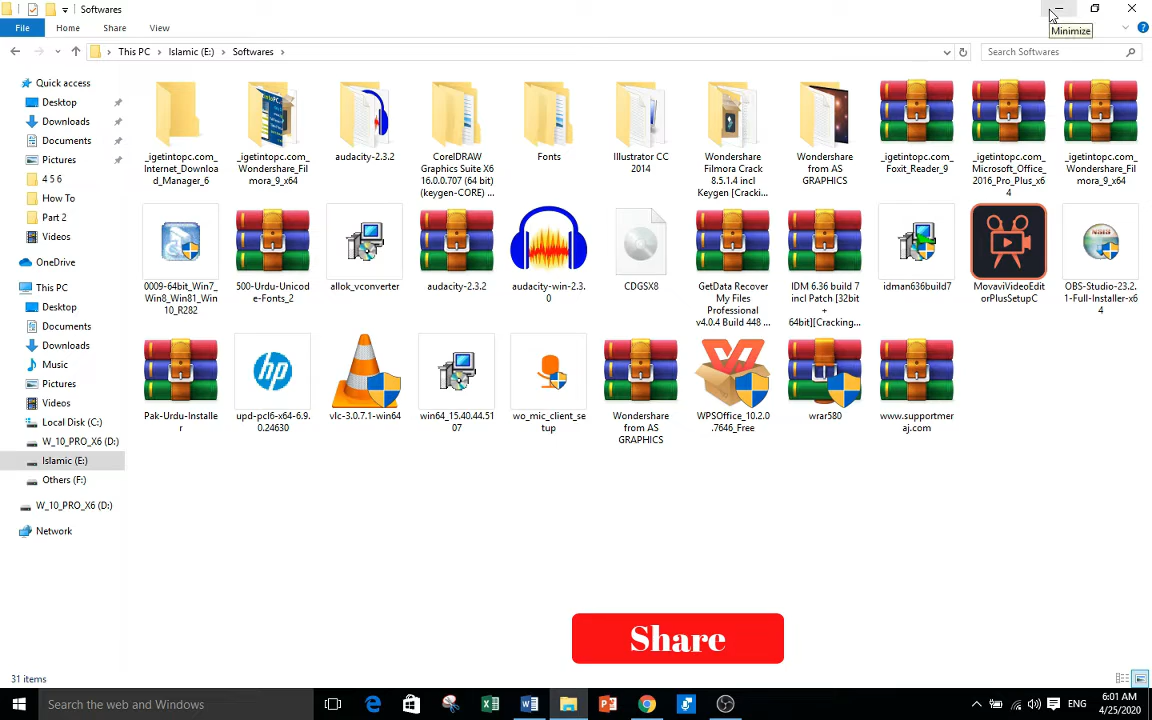 Softwares
Minimize
File Home Share View
This PC Islamic (E:) Softwares
Search Softwares
Quick access
Desktop
Downloads
Documents
Pictures
4 5 6
How To
Part 2
Videos
OneDrive
This PC
Desktop
Documents
Downloads
Music
Pictures
Videos
Local Disk (C:)
W_10_PRO_X6 (D:)
Islamic (E:)
Others (F:)
W_10_PRO_X6 (D:)
Network
_igetintopc.com_
Internet_Downloa
d_Manager_6
_igetintopc.com_
Wondershare_Fil
mora_9_x64
audacity-2.3.2
CorelDRAW
Graphics Suite X6
16.0.0.707 (64 bit)
(keygen-CORE) ...
Fonts
Illustrator CC
2014
Wondershare
Filmora Crack
8.5.1.4 incl
Keygen [Cracki...
Wondershare
from AS
GRAPHICS
_igetintopc.com_
Foxit_Reader_9
_igetintopc.com_
Microsoft_Office_
2016_Pro_Plus_x6
4
_igetintopc.com_
Wondershare_Fil
mora_9_x64
0009-64bit_Win7_
Win8_Win81_Win
10_R282
500-Urdu-Unicod
e-Fonts_2
allok_vconverter
audacity-2.3.2
audacity-win-2.3.
0
CDGSX8
GetData Recover
My Files
Professional
v4.0.4 Build 448 ...
IDM 6.36 build 7
incl Patch [32bit
+
64bit][Cracking...
idman636build7
MovaviVideoEdit
orPlusSetupC
OBS-Studio-23.2.
1-Full-Installer-x6
4
Pak-Urdu-Installe
r
hp
upd-pcl6-x64-6.9.
0.24630
vlc-3.0.7.1-win64
win64_15.40.44.51
07
wo_mic_client_se
tup
Wondershare
from AS
GRAPHICS
WPSOffice_10.2.0
.7646_Free
wrar580
www.supportmer
aj.com
Share
31 items
Search the web and Windows
ENG
6:01 AM
4/25/2020